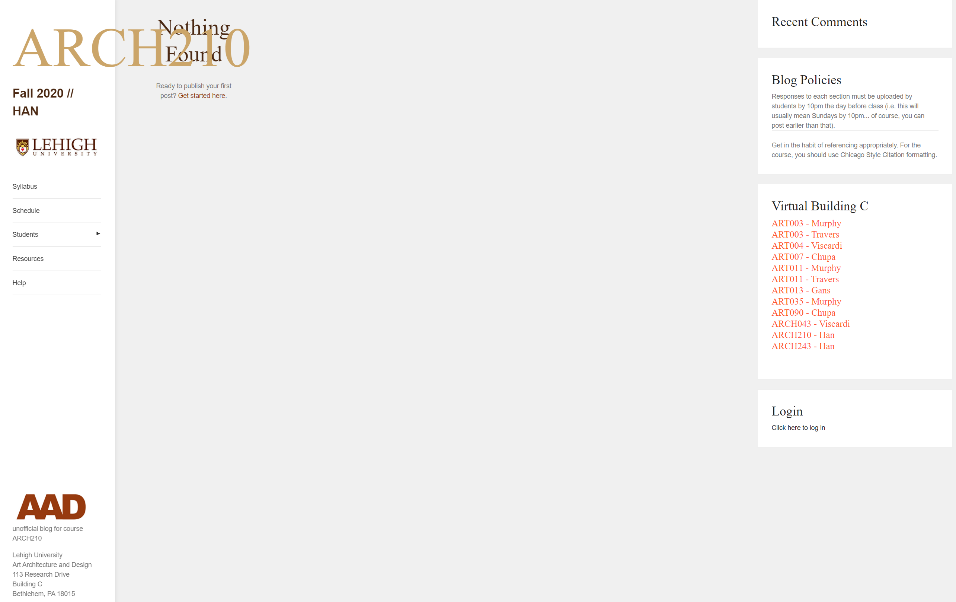 ARCH210
Fall 2020 //
HAN
LEHIGH
UNIVERSITY
Syllabus
Schedule
Students
Resources
Help
AAD
unofficial blog for course
ARCH210
Lehigh University
Art Architecture and Design
113 Research Drive
Building C
Bethlehem, PA 18015
Nothing
Found
Ready to publish your first
post? Get started here.
Recent Comments
Blog Policies
Responses to each section must be uploaded by
students by 10pm the day before class (i.e. this will
usually mean Sundays by 10pm... of course, you can
post earlier than that).
Get in the habit of referencing appropriately. For the
course, you should use Chicago Style Citation formatting.
Virtual Building C
ART003 - Murphy
ART003 - Travers
ART004 - Viscardi
ART007 - Chupa
ART011 - Murphy
ART011 - Travers
ART013 - Gans
ART035 - Murphy
ART090 - Chupa
ARCH043 - Viscardi
ARCH210 - Han
ARCH243 - Han
Login
Click here to log in